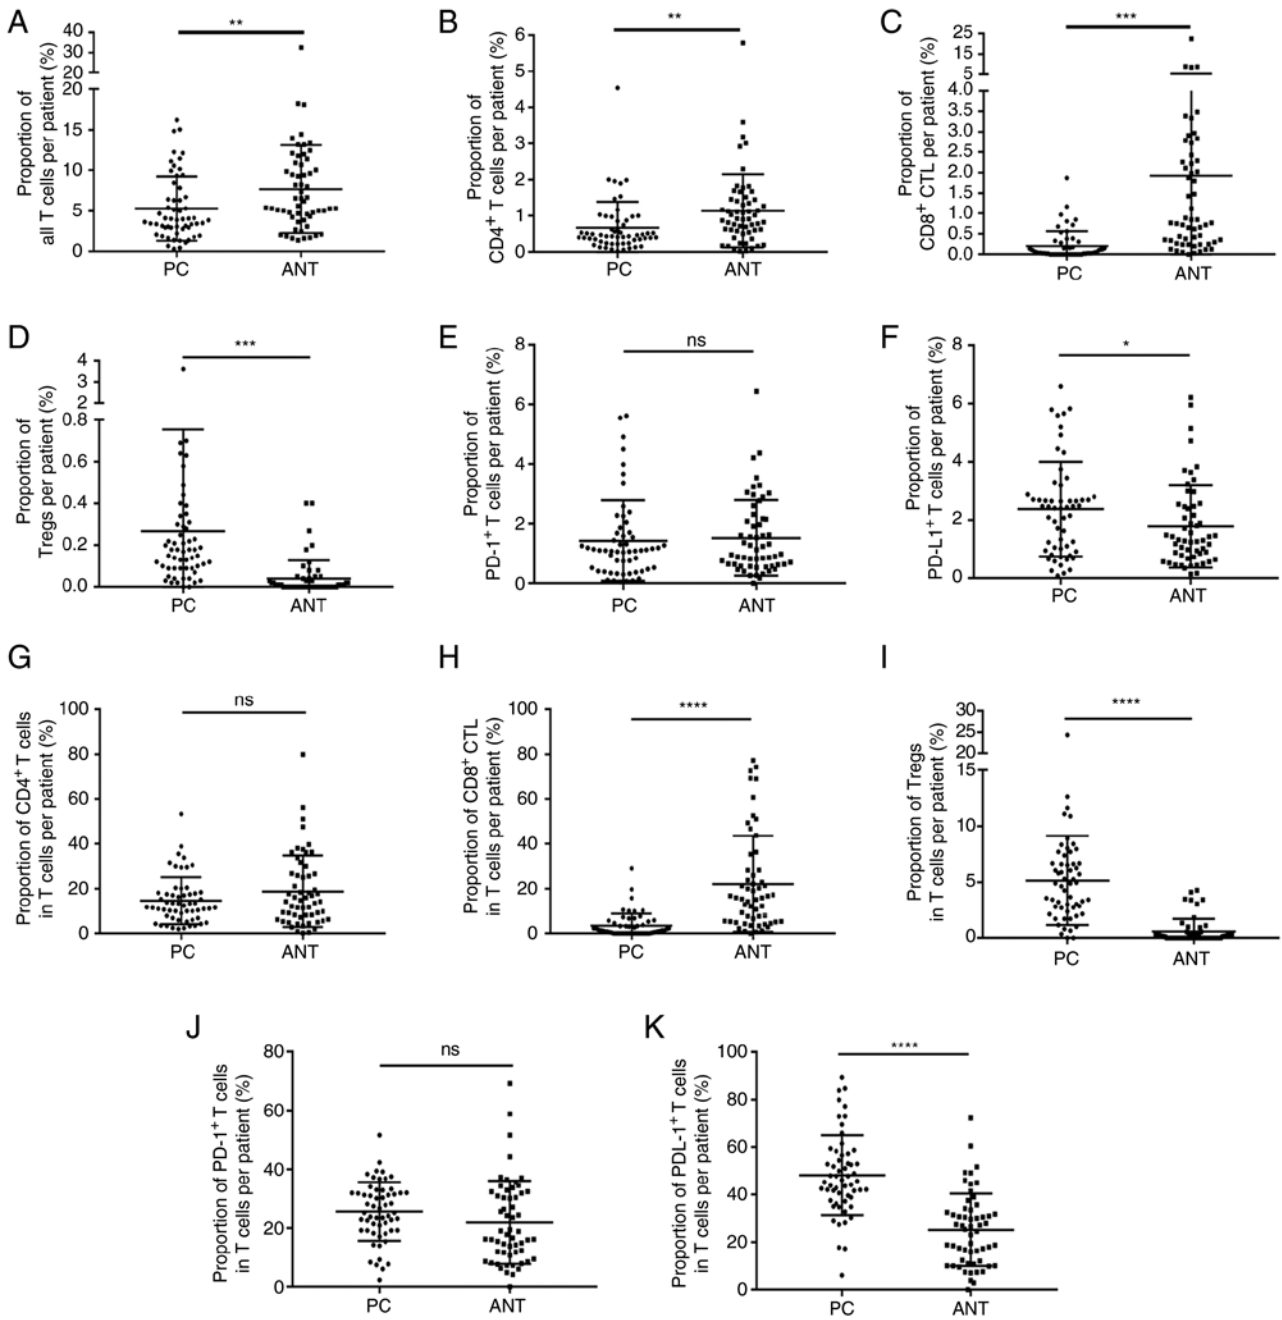 A
Proportion of
all T cells per patient (%)
40
30
20
20
15
10
5
0
**
PC
ANT
B
Proportion of
CD4+ T cells per patient (%)
6
5
4
3
2
1
0
**
PC
ANT
C
Proportion of
CD8+ CTL per patient (%)
25
15
5
4.0
3.0
2.5
2.0
1.5
1.0
0.5
0.0
***
PC
ANT
D
Proportion of
Tregs per patient (%)
4
3
2
0.8
0.6
0.4
0.2
0.0
***
PC
ANT
E
Proportion of
PD-1+ T cells per patient (%)
8
6
4
2
0
ns
PC
ANT
F
Proportion of
PD-L1+ T cells per patient (%)
8
6
4
2
0
*
PC
ANT
G
Proportion of CD4+ T cells
in T cells per patient (%)
100
80
60
40
20
0
ns
PC
ANT
H
Proportion of CD8+ CTL
in T cells per patient (%)
100
80
60
40
20
0
****
PC
ANT
I
Proportion of Tregs
in T cells per patient (%)
30
25
20
15
10
5
0
****
PC
ANT
J
Proportion of PD-1+ T cells
in T cells per patient (%)
80
60
40
20
0
ns
PC
ANT
K
Proportion of PDL-1+ T cells
in T cells per patient (%)
100
80
60
40
20
0
****
PC
ANT